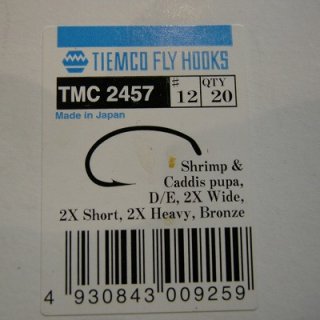 TIEMCO FLY HOOKS
TMC 2457
# 12
QTY 20
Made in Japan
Shrimp &
Caddis pupa,
D/E, 2X Wide,
2X Short, 2X Heavy, Bronze
4 930843 009259